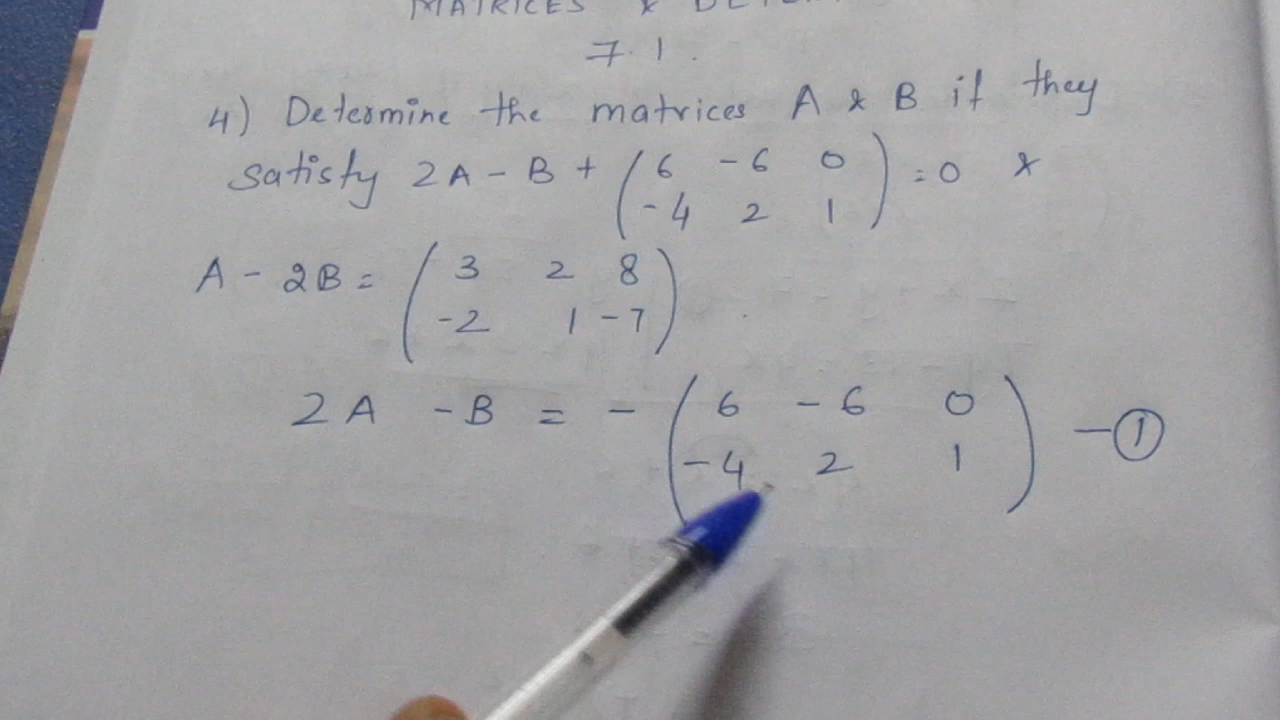 MATRICES &
7.1.
4) Determine the matrices A & B if they
satisfy 2A - B + ( 6 -6 0 ) = 0 &
( -4 2 1 )
A - 2B = ( 3 2 8 )
( -2 1 -7 )
2A - B = - ( 6 -6 0 ) - ①
( -4 2 1 )